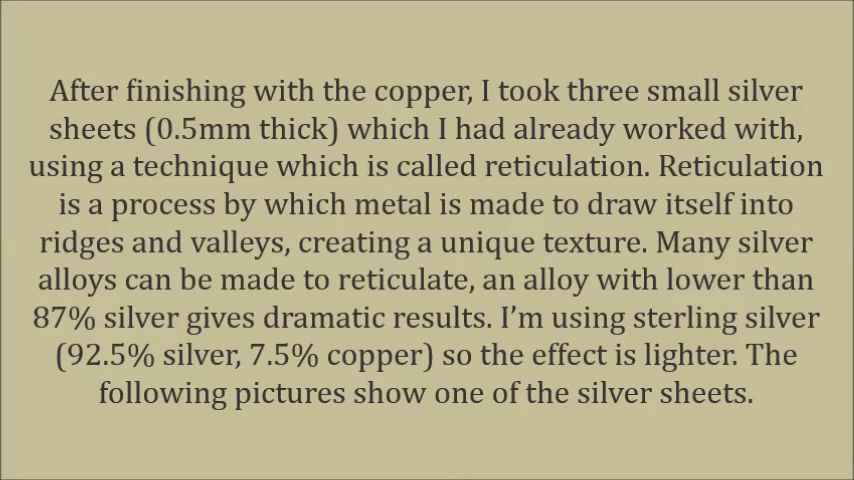 After finishing with the copper, I took three small silver
sheets (0.5mm thick) which I had already worked with,
using a technique which is called reticulation. Reticulation
is a process by which metal is made to draw itself into
ridges and valleys, creating a unique texture. Many silver
alloys can be made to reticulate, an alloy with lower than
87% silver gives dramatic results. I’m using sterling silver
(92.5% silver, 7.5% copper) so the effect is lighter. The
following pictures show one of the silver sheets.